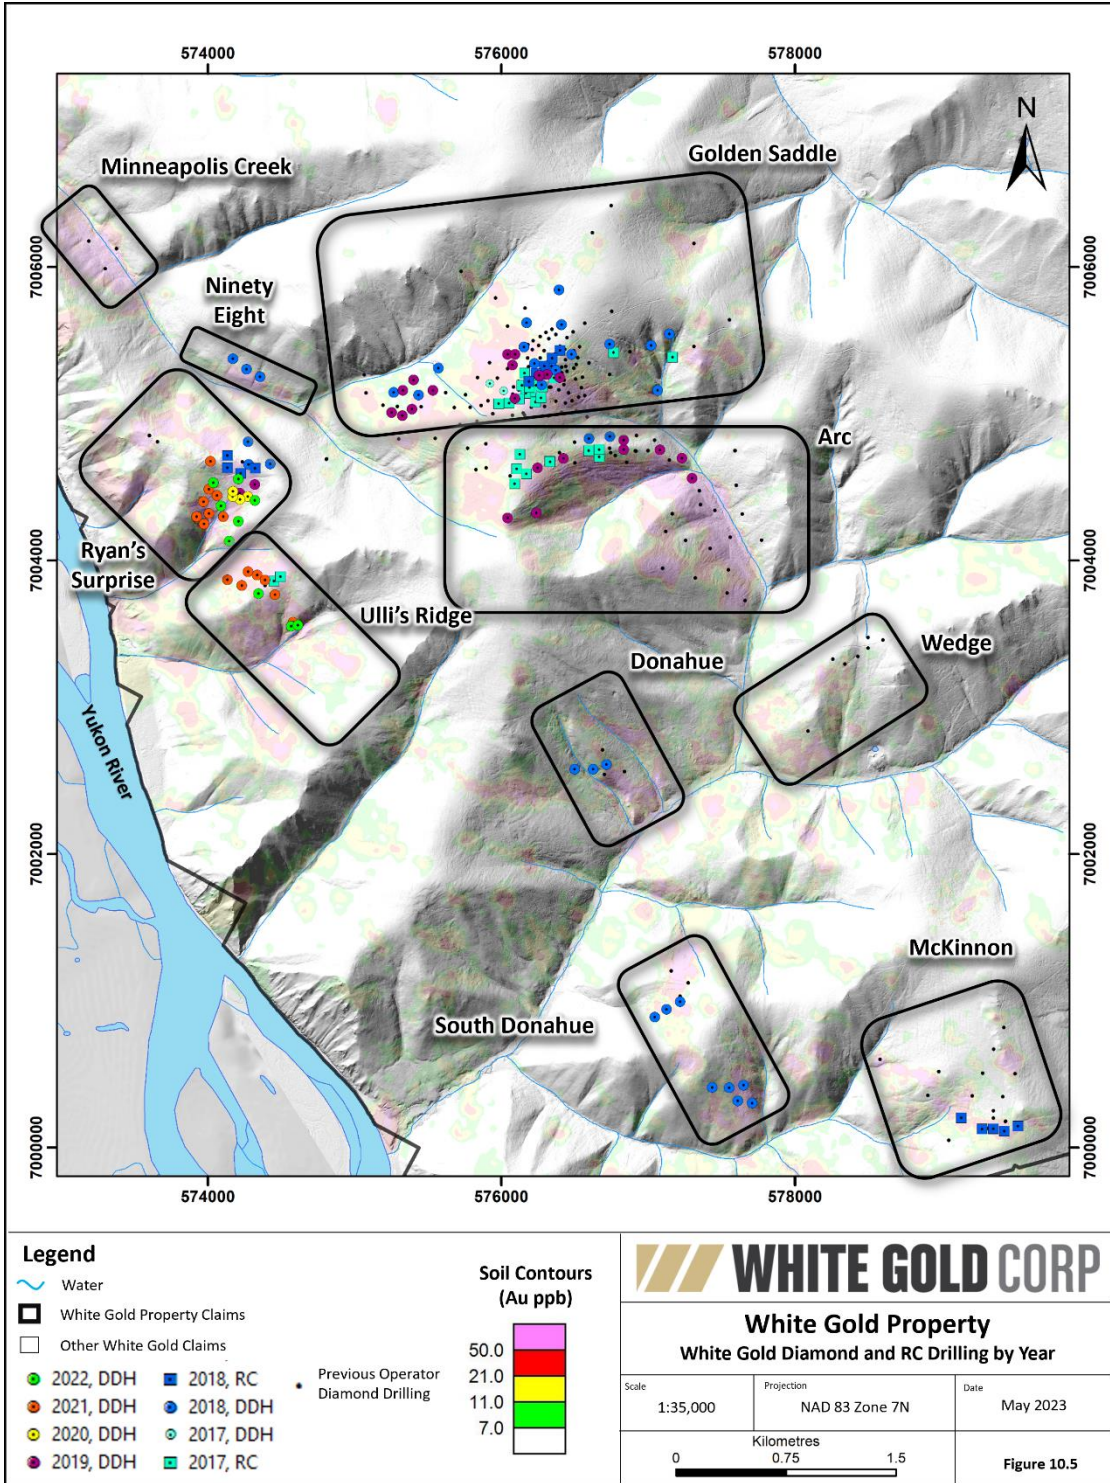 574000 576000 578000
N
Minneapolis Creek
Golden Saddle
7006000
7006000
Ninety
Eight
Arc
7004000
7004000
Ryan's
Surprise
Ulli's Ridge
Donahue
Wedge
Yukon River
7002000
7002000
McKinnon
South Donahue
7000000
7000000
574000 576000 578000
Legend
Water
White Gold Property Claims
Other White Gold Claims
2022, DDH
2021, DDH
2020, DDH
2019, DDH
2018, RC
2018, DDH
2017, DDH
2017, RC
Previous Operator
Diamond Drilling
Soil Contours
(Au ppb)
50.0
21.0
11.0
7.0
WHITE GOLD CORP
White Gold Property
White Gold Diamond and RC Drilling by Year
Scale
1:35,000
Projection
NAD 83 Zone 7N
Date
May 2023
Kilometres
0 0.75 1.5
Figure 10.5